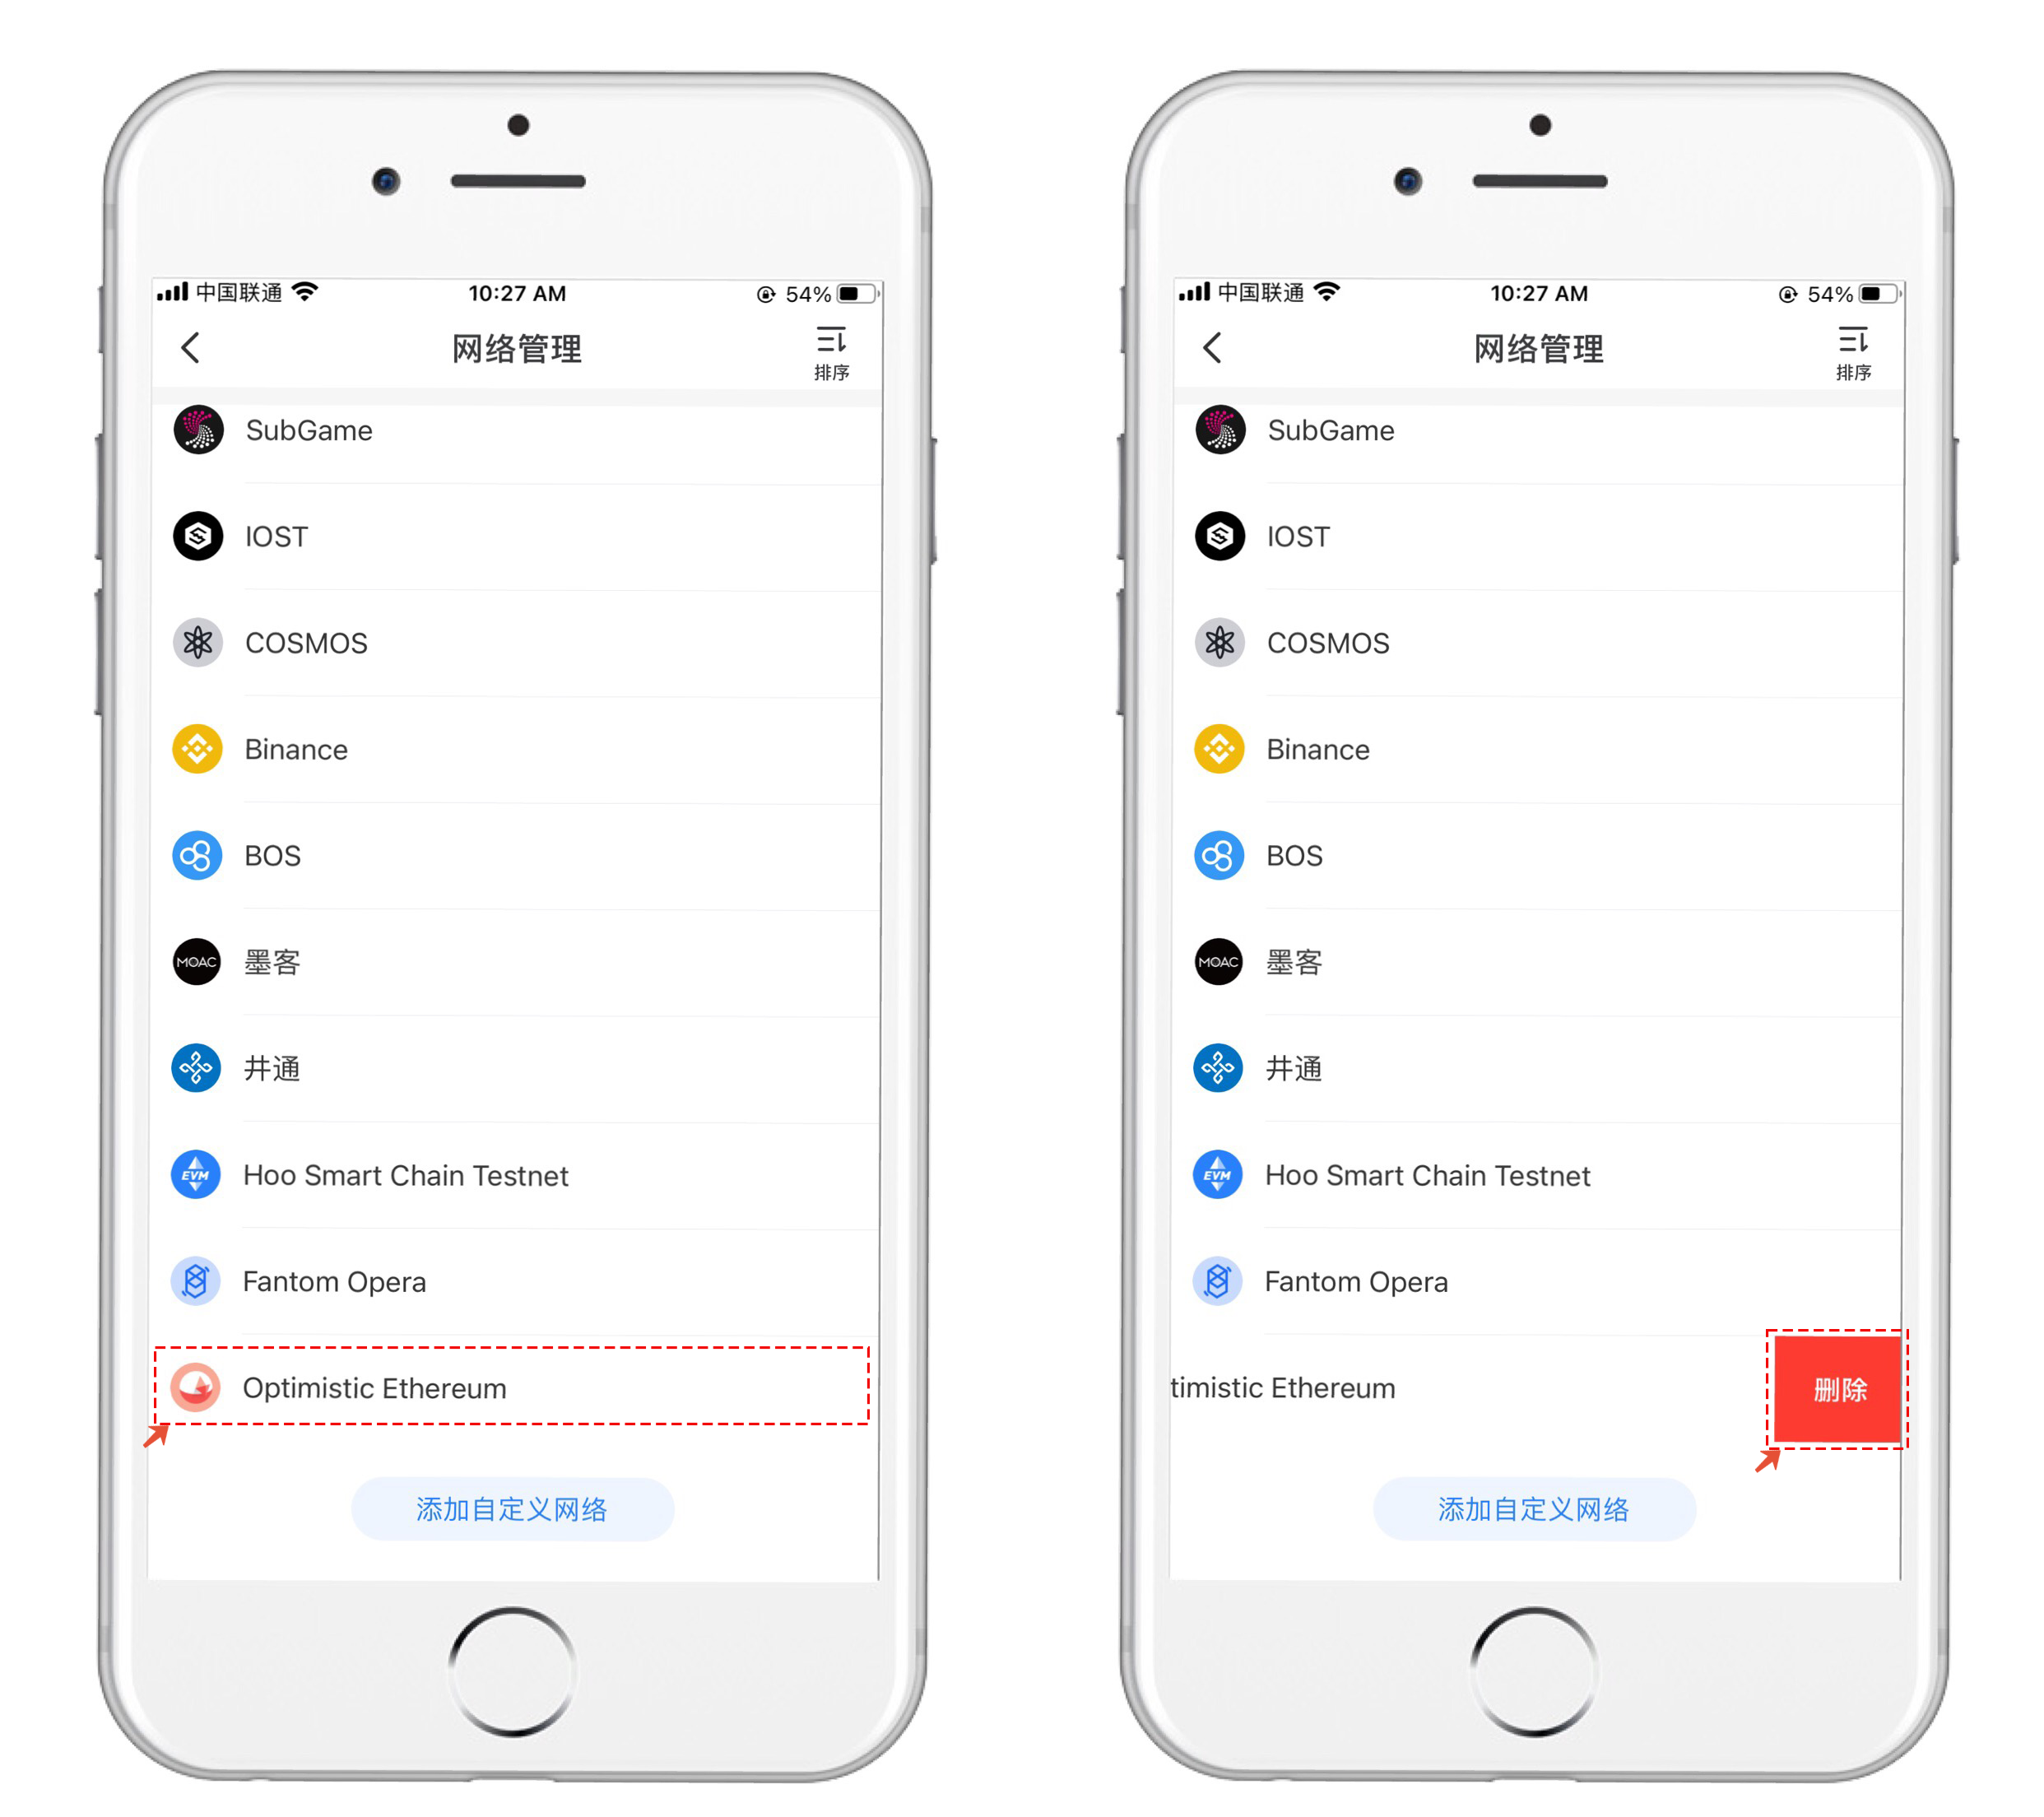 中国联通 10:27 AM 54%
网络管理
排序
SubGame
IOST
COSMOS
Binance
BOS
MOAC 墨客
井通
EVM Hoo Smart Chain Testnet
Fantom Opera
Optimistic Ethereum
添加自定义网络
中国联通 10:27 AM 54%
网络管理
排序
SubGame
IOST
COSMOS
Binance
BOS
MOAC 墨客
井通
EVM Hoo Smart Chain Testnet
Fantom Opera
timistic Ethereum 删除
添加自定义网络